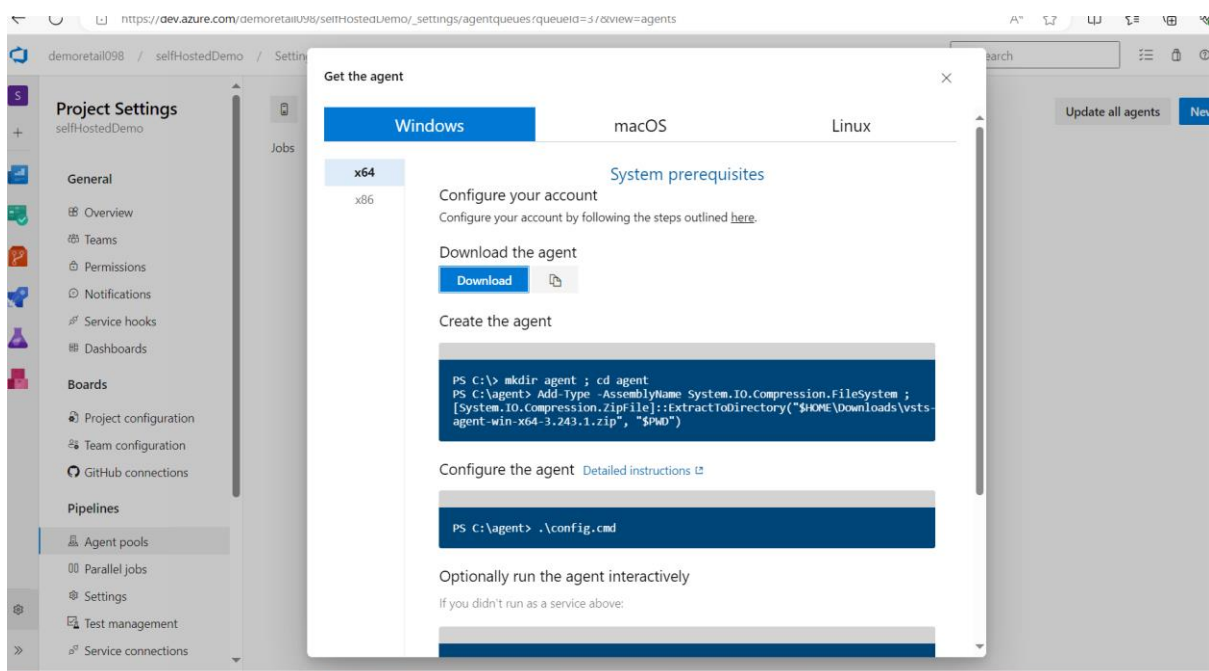 https://dev.azure.com/demoretail098/selfHostedDemo/_settings/agentqueues?queueId=37&view=agents
demoretail098 / selfHostedDemo / Settin
earch
S
Project Settings
selfHostedDemo
General
Overview
Teams
Permissions
Notifications
Service hooks
Dashboards
Boards
Project configuration
Team configuration
GitHub connections
Pipelines
Agent pools
Parallel jobs
Settings
Test management
Service connections
Jobs
Update all agents
New
Get the agent
Windows
macOS
Linux
x64
x86
System prerequisites
Configure your account
Configure your account by following the steps outlined here.
Download the agent
Download
Create the agent
PS C:\> mkdir agent ; cd agent
PS C:\agent> Add-Type -AssemblyName System.IO.Compression.FileSystem ;
[System.IO.Compression.ZipFile]::ExtractToDirectory("$HOME\Downloads\vsts-
agent-win-x64-3.243.1.zip", "$PWD")
Configure the agent Detailed instructions
PS C:\agent> .\config.cmd
Optionally run the agent interactively
If you didn't run as a service above: